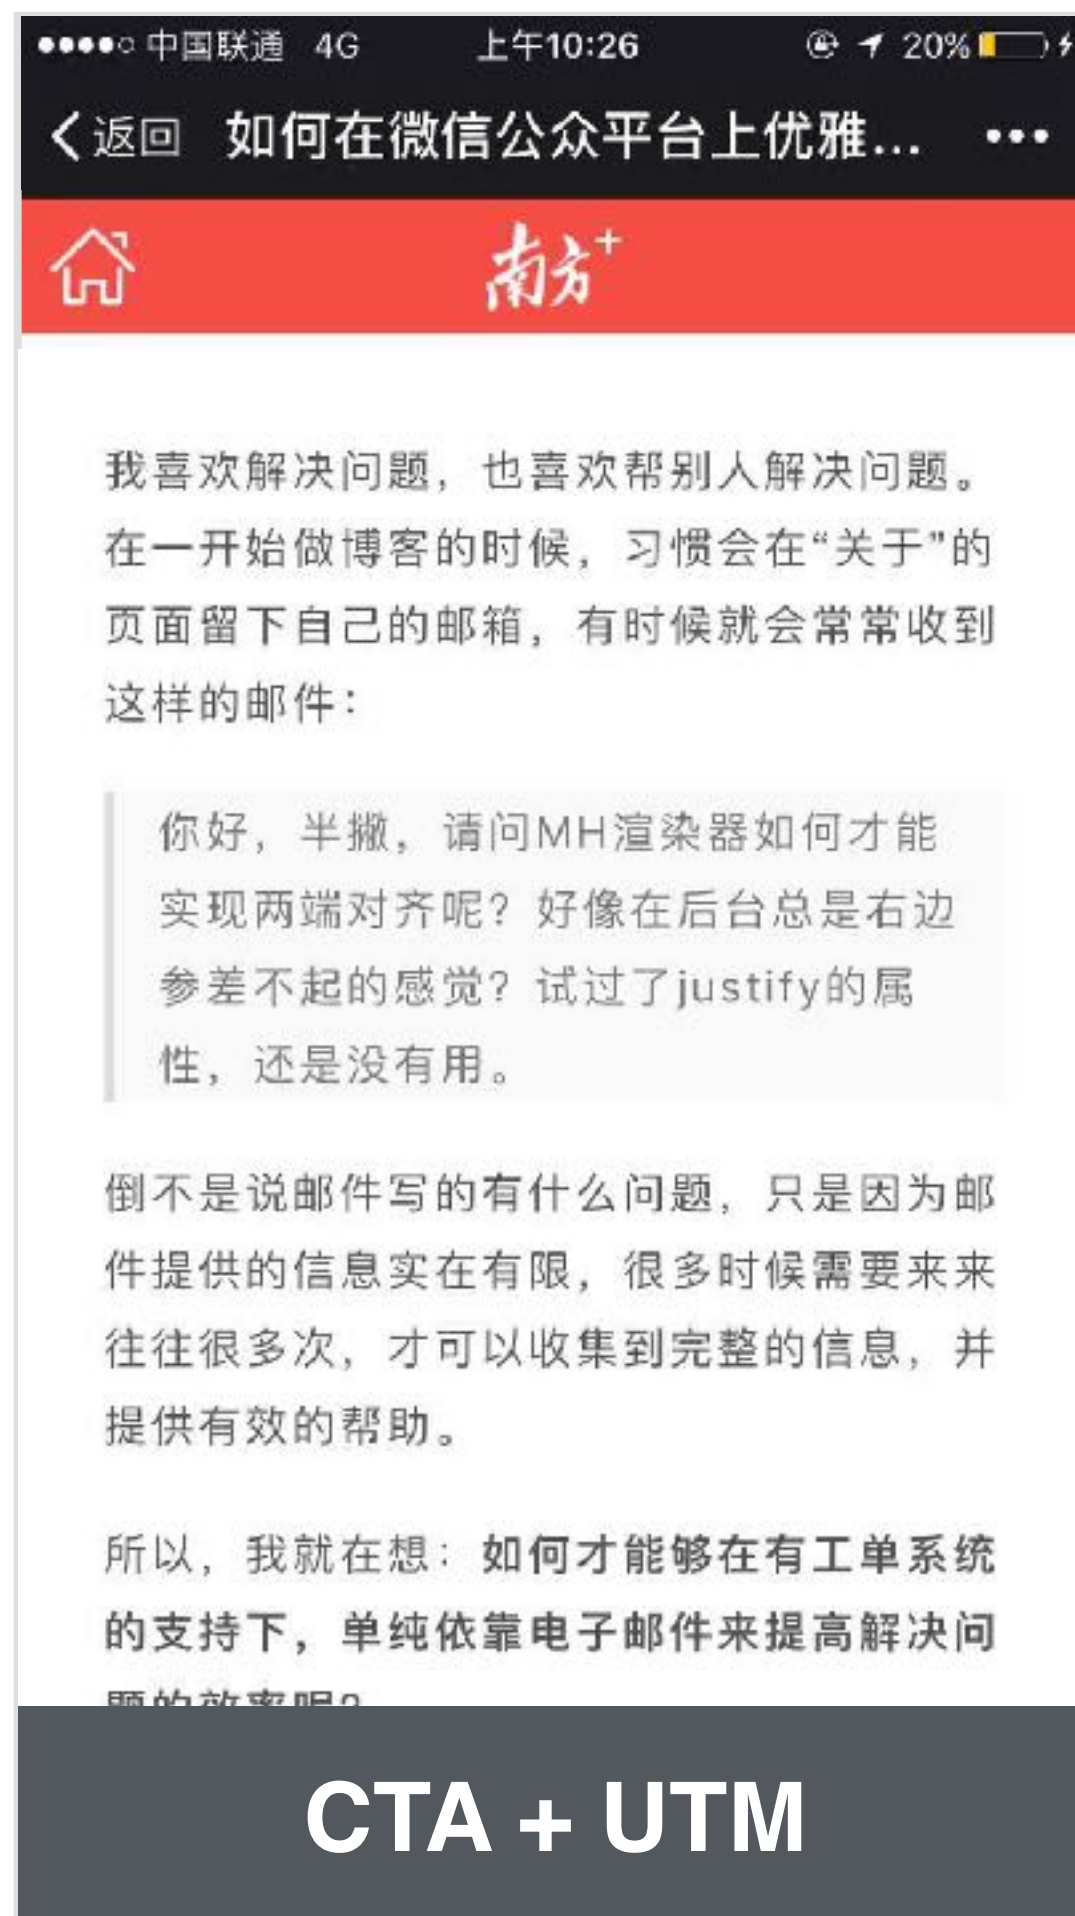 中国联通 4G 上午10:26 20%
返回 如何在微信公众平台上优雅...
南方+
我喜欢解决问题，也喜欢帮别人解决问题。
在一开始做博客的时候，习惯会在“关于”的
页面留下自己的邮箱，有时候就会常常收到
这样的邮件：
你好，半撇，请问MH渲染器如何才能
实现两端对齐呢？好像在后台总是右边
参差不起的感觉？试过了justify的属
性，还是没有用。
倒不是说邮件写的有什么问题，只是因为邮
件提供的信息实在有限，很多时候需要来来
往往很多次，才可以收集到完整的信息，并
提供有效的帮助。
所以，我就在想：如何才能够在有工单系统
的支持下，单纯依靠电子邮件来提高解决问
题的效率呢？
CTA + UTM